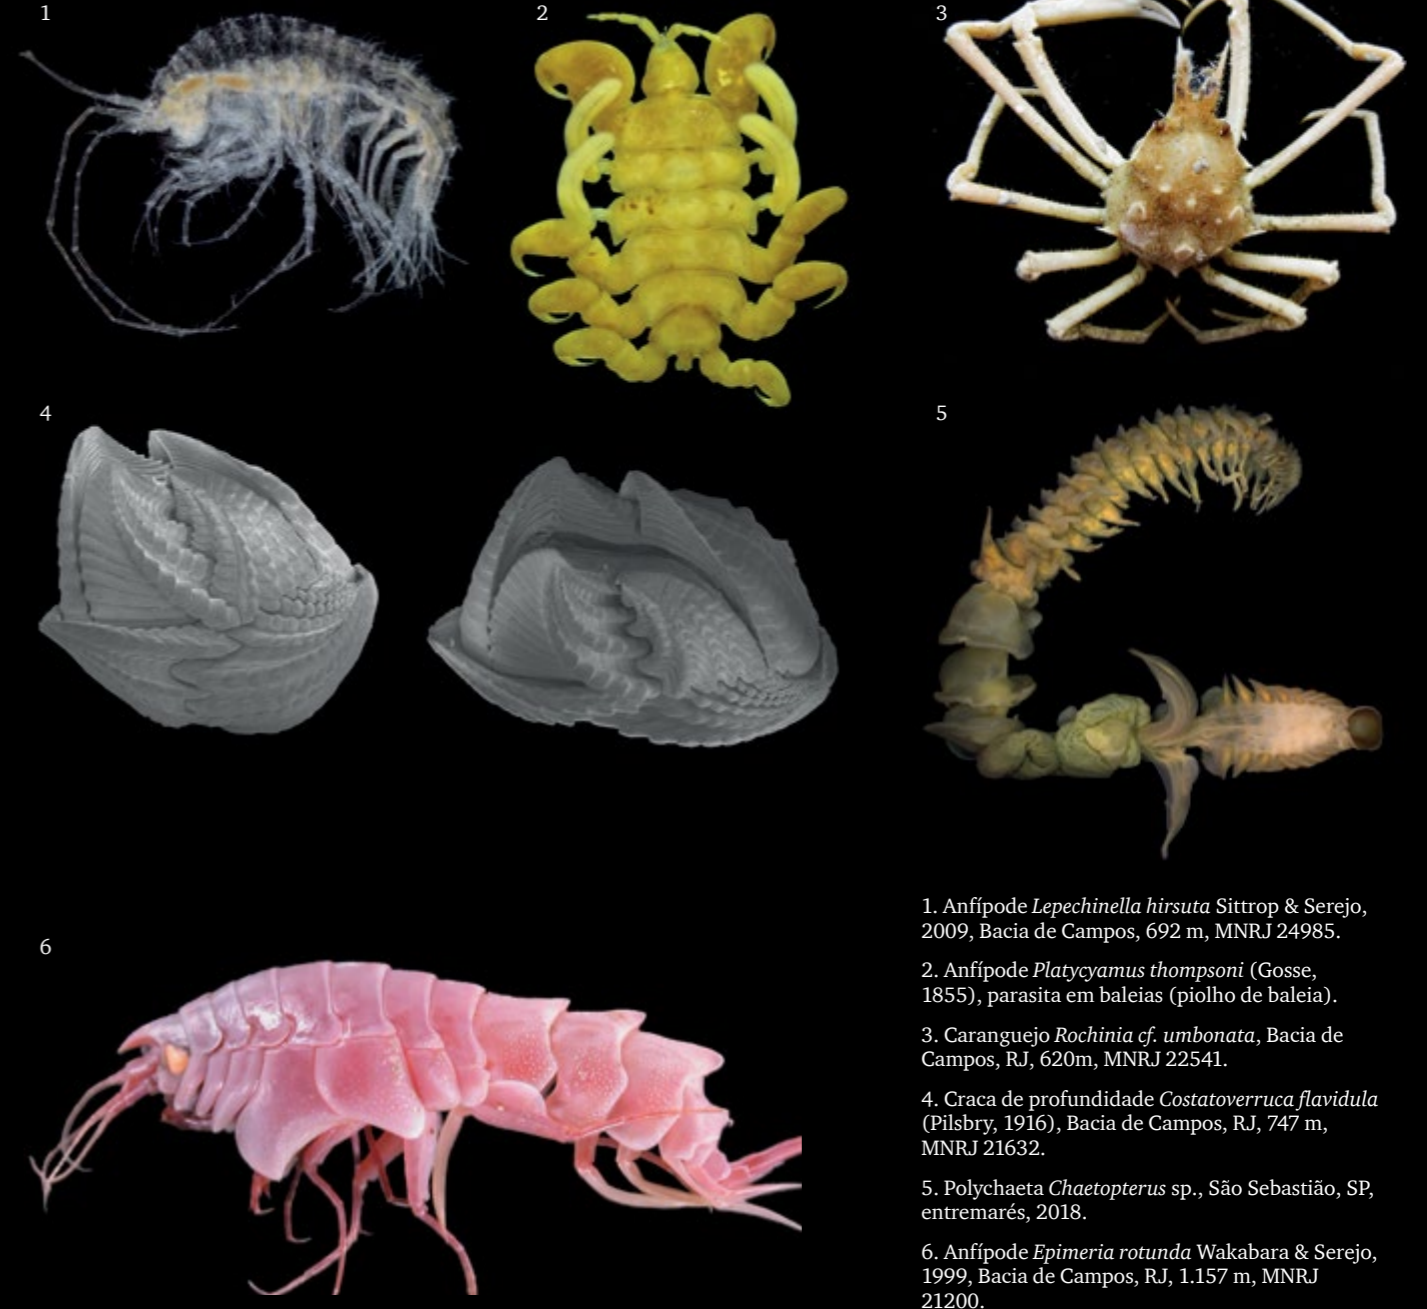 1
2
3
4
5
6
1. Anfípode Lepechinella hirsuta Sittrop & Serejo,
2009, Bacia de Campos, 692 m, MNRJ 24985.
2. Anfípode Platycyamus thompsoni (Gosse,
1855), parasita em baleias (piolho de baleia).
3. Caranguejo Rochinia cf. umbonata, Bacia de
Campos, RJ, 620m, MNRJ 22541.
4. Craca de profundidade Costatoverruca flavidula
(Pilsbry, 1916), Bacia de Campos, RJ, 747 m,
MNRJ 21632.
5. Polychaeta Chaetopterus sp., São Sebastião, SP,
entremarés, 2018.
6. Anfípode Epimeria rotunda Wakabara & Serejo,
1999, Bacia de Campos, RJ, 1.157 m, MNRJ
21200.